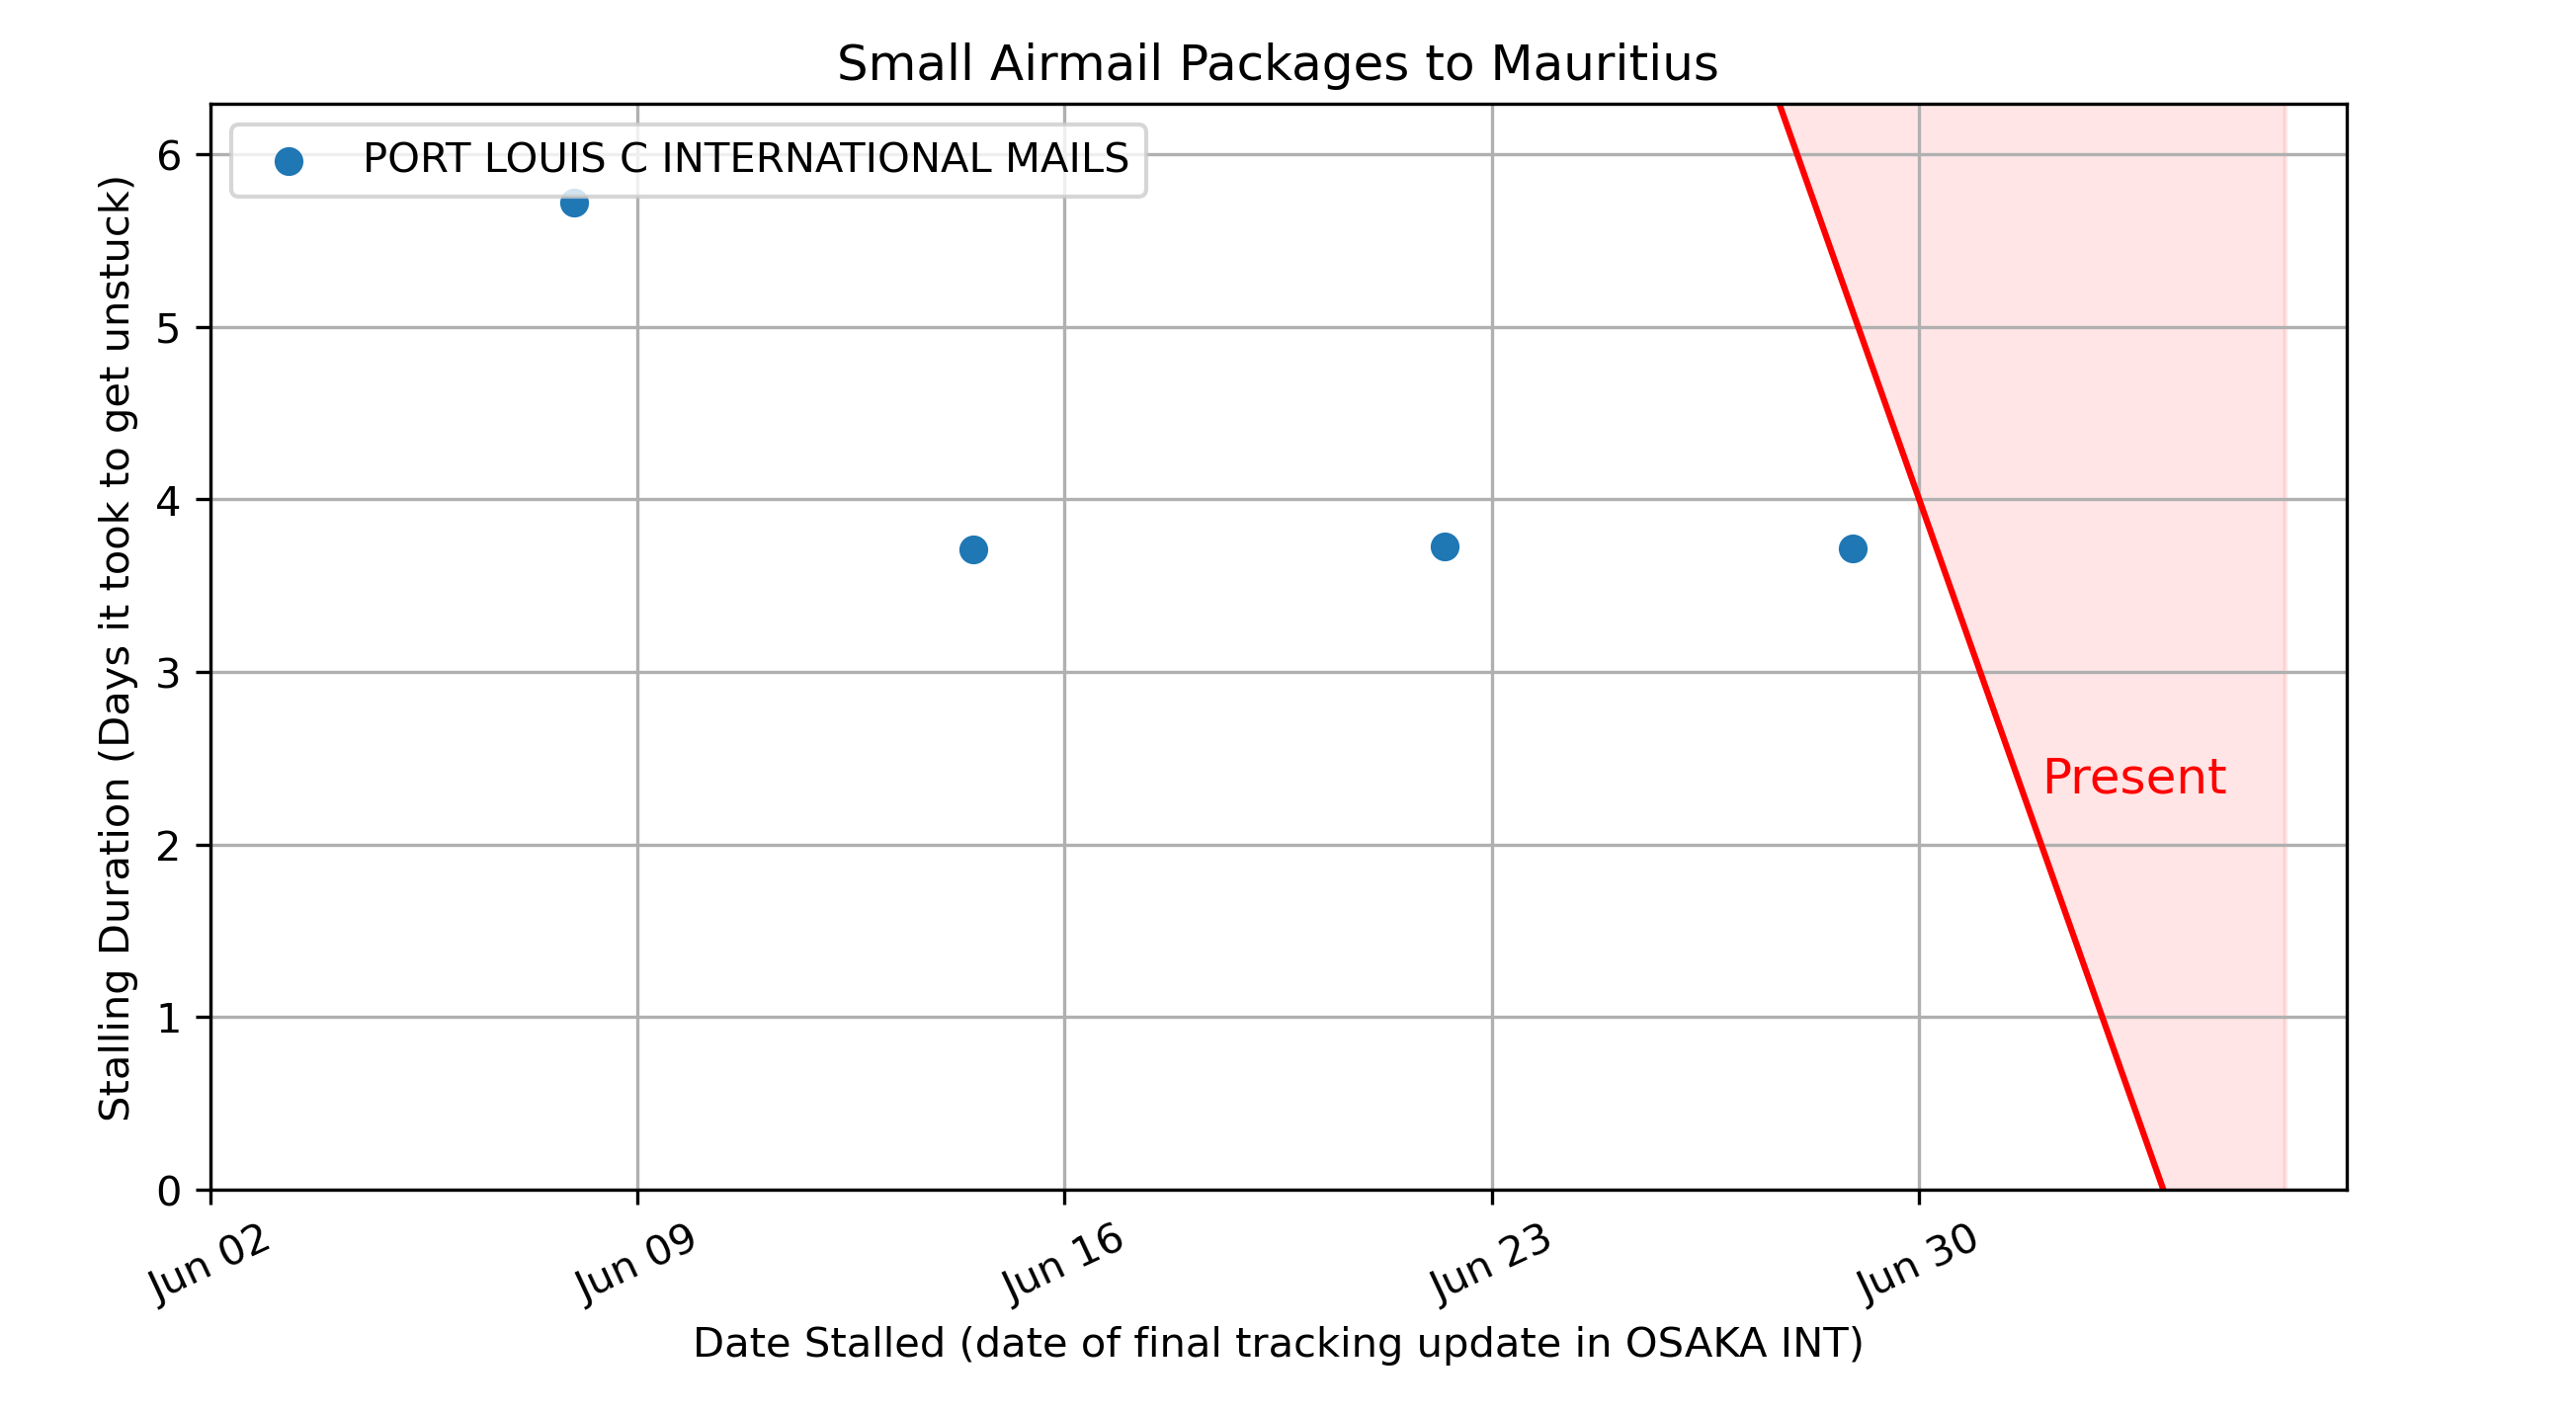 Small Airmail Packages to Mauritius
PORT LOUIS C INTERNATIONAL MAILS
Stalling Duration (Days it took to get unstuck)
6
5
4
3
2
1
0
Present
Jun 02
Jun 09
Jun 16
Jun 23
Jun 30
Date Stalled (date of final tracking update in OSAKA INT)